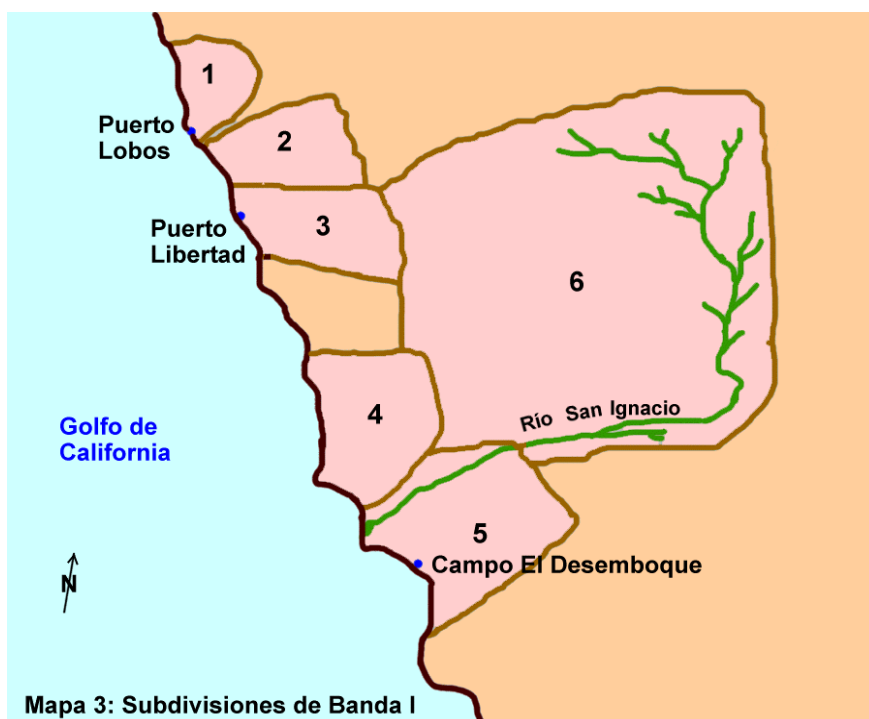 1
2
Puerto
Lobos
3
Puerto
Libertad
6
4
Río San Ignacio
Golfo de
California
5
Campo El Desemboque
N
Mapa 3: Subdivisiones de Banda I